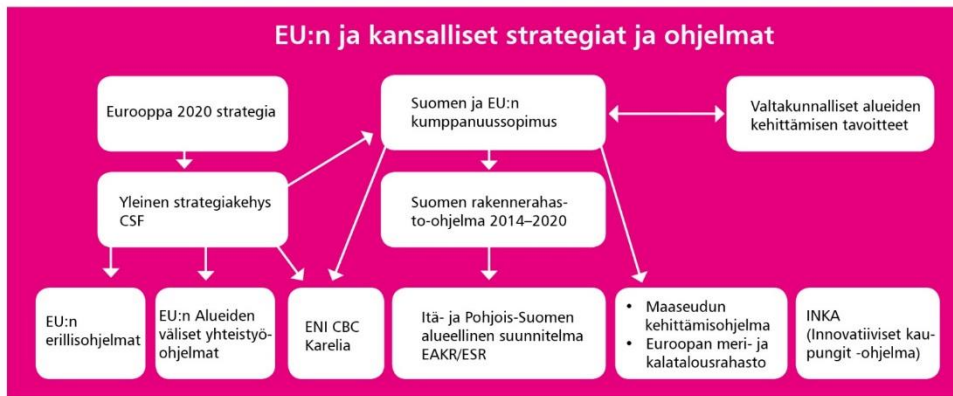 EU:n ja kansalliset strategiat ja ohjelmat
Eurooppa 2020 strategia
Suomen ja EU:n
kumppanuussopimus
Valtakunnalliset alueiden
kehittämisen tavoitteet
Yleinen strategiakehys
CSF
Suomen rakennerahas-
to-ohjelma 2014–2020
EU:n
erillisohjelmat
EU:n Alueiden
väliset yhteistyö-
ohjelmat
ENI CBC
Karelia
Itä- ja Pohjois-Suomen
alueellinen suunnitelma
EAKR/ESR
• Maaseudun
kehittämisohjelma
• Euroopan meri- ja
kalatalousrahasto
INKA
(Innovatiiviset kau-
pungit -ohjelma)